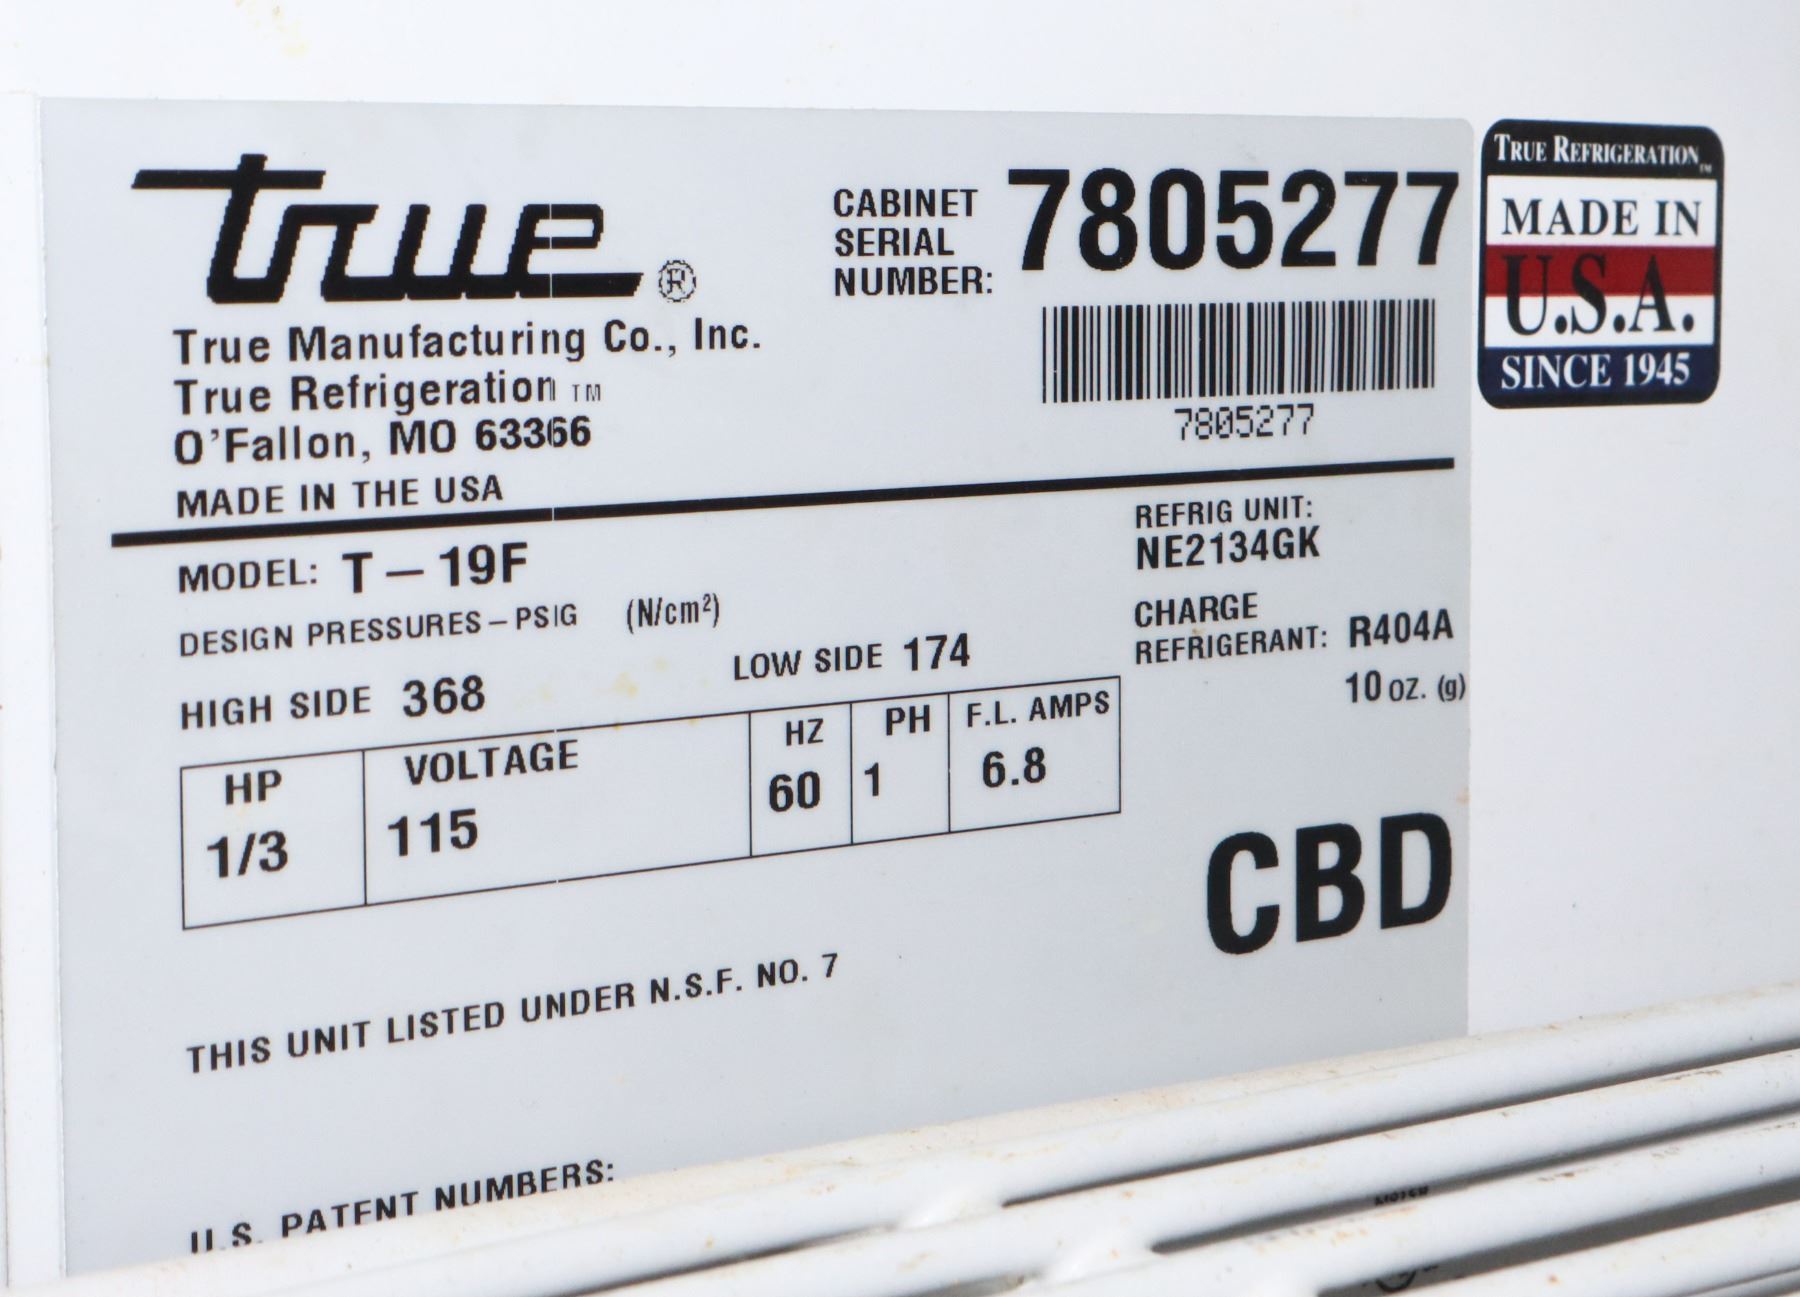 true®
True Manufacturing Co., Inc.
True Refrigeration TM
O'Fallon, MO 63366
MADE IN THE USA
CABINET
SERIAL
NUMBER: 7805277
7805277
TRUE REFRIGERATION TM
MADE IN
U.S.A.
SINCE 1945
MODEL: T – 19F
DESIGN PRESSURES – PSIG (N/cm²)
HIGH SIDE 368 LOW SIDE 174
REFRIG UNIT:
NE2134GK
CHARGE
REFRIGERANT: R404A
10 OZ. (g)
HP VOLTAGE HZ PH F.L. AMPS
1/3 115 60 1 6.8
CBD
THIS UNIT LISTED UNDER N.S.F. NO. 7
U.S. PATENT NUMBERS: